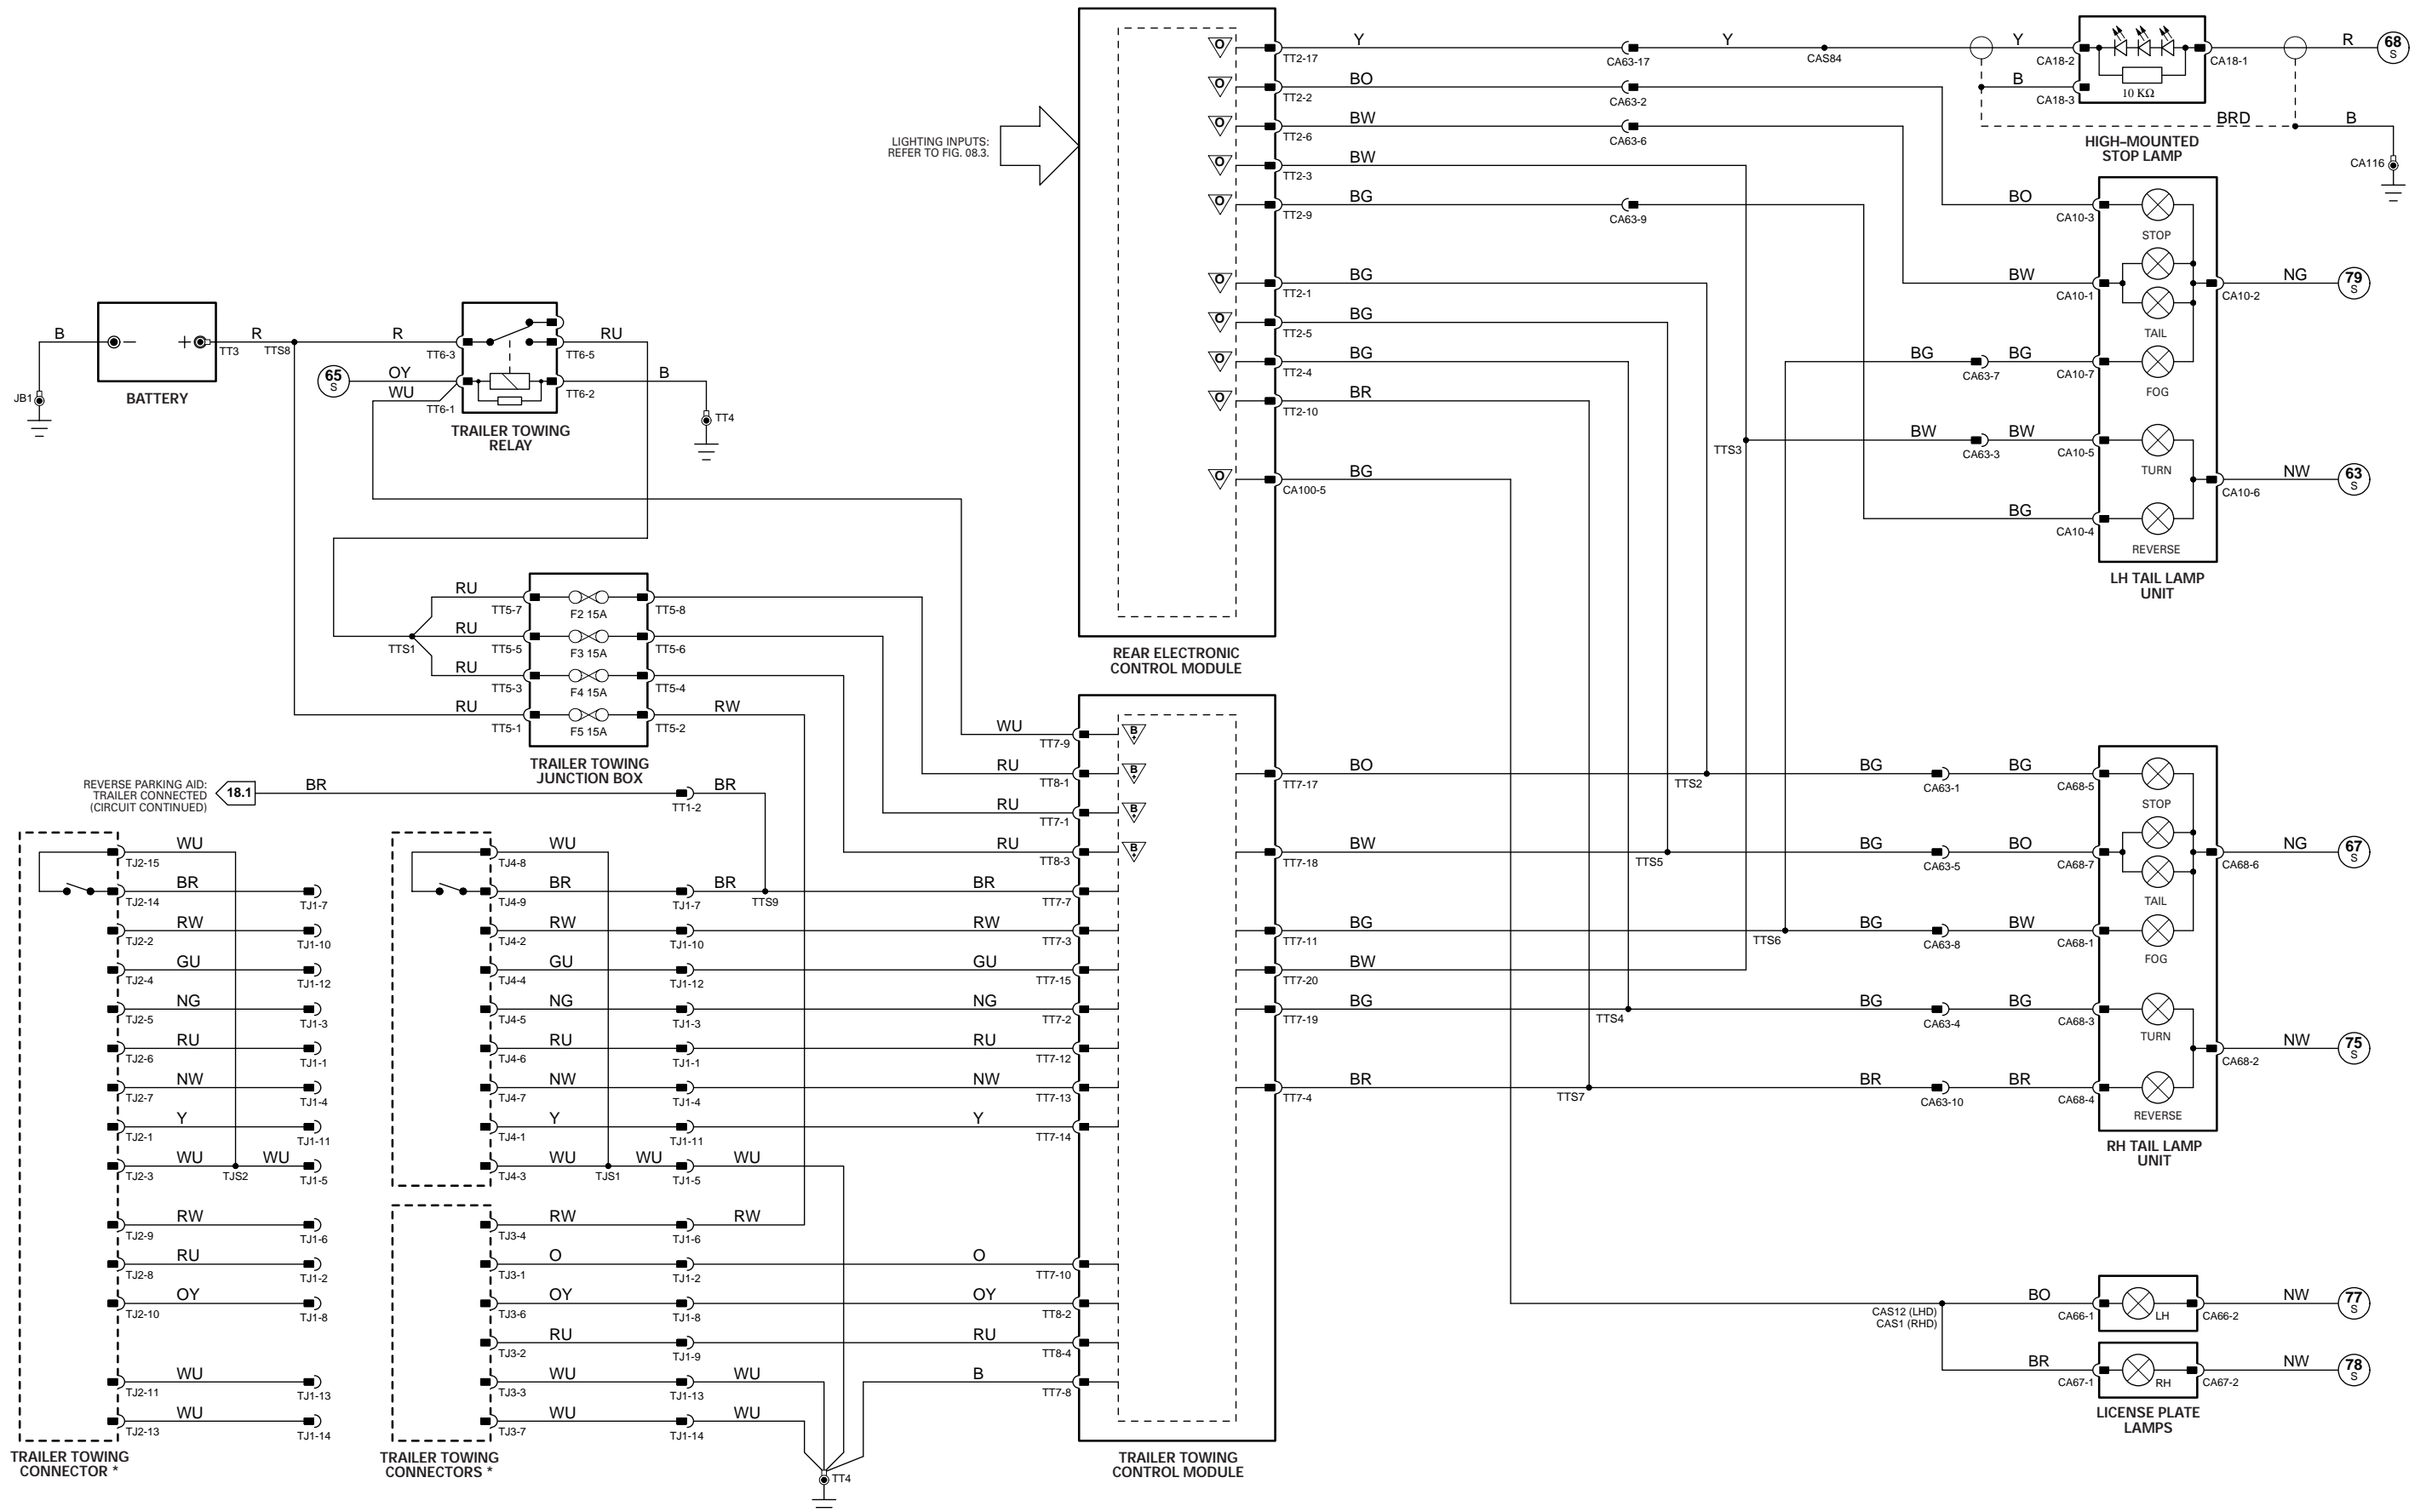 Y
Y
Y
R
68
S
TT2-17
CA63-17
CAS84
CA18-2
CA18-1
B
CA18-3
10 KΩ
BRD
B
HIGH–MOUNTED
STOP LAMP
CA116
BO
TT2-2
CA63-2
BW
TT2-6
CA63-6
BW
TT2-3
BG
TT2-9
CA63-9
LIGHTING INPUTS:
REFER TO FIG. 08.3.
O
O
O
O
O
O
O
O
O
O
BG
TT2-1
BG
TT2-5
BG
TT2-4
BR
TT2-10
BG
CA100-5
REAR ELECTRONIC
CONTROL MODULE
BO
CA10-3
STOP
BW
CA10-1
TAIL
CA10-2
NG
79
S
BG
CA63-7
BG
CA10-7
FOG
TTS3
BW
CA63-3
BW
CA10-5
TURN
CA10-6
NW
63
S
BG
CA10-4
REVERSE
LH TAIL LAMP
UNIT
B
JB1
BATTERY
TT3
R
TTS8
R
TT6-3
TT6-5
RU
65
S
OY
WU
TT6-1
TT6-2
B
TT4
TRAILER TOWING
RELAY
TTS1
RU
TT5-7
F2 15A
TT5-8
RU
TT5-5
F3 15A
TT5-6
RU
TT5-3
F4 15A
TT5-4
RU
TT5-1
F5 15A
TT5-2
RW
TRAILER TOWING
JUNCTION BOX
REVERSE PARKING AID:
TRAILER CONNECTED
(CIRCUIT CONTINUED)
18.1
BR
TT1-2
BR
WU
TJ2-15
BR
TJ2-14
TJ1-7
RW
TJ2-2
TJ1-10
GU
TJ2-4
TJ1-12
NG
TJ2-5
TJ1-3
RU
TJ2-6
TJ1-1
NW
TJ2-7
TJ1-4
Y
TJ2-1
TJ1-11
WU
TJ2-3
TJS2
WU
TJ1-5
RW
TJ2-9
TJ1-6
RU
TJ2-8
TJ1-2
OY
TJ2-10
TJ1-8
WU
TJ2-11
TJ1-13
WU
TJ2-13
TJ1-14
TRAILER TOWING
CONNECTOR *
WU
TJ4-8
BR
TJ4-9
TJ1-7
BR
TTS9
BR
TT7-7
RW
TJ4-2
TJ1-10
RW
TT7-3
GU
TJ4-4
TJ1-12
GU
TT7-15
NG
TJ4-5
TJ1-3
NG
TT7-2
RU
TJ4-6
TJ1-1
RU
TT7-12
NW
TJ4-7
TJ1-4
NW
TT7-13
Y
TJ4-1
TJ1-11
Y
TT7-14
WU
TJ4-3
TJS1
WU
TJ1-5
WU
RW
TJ3-4
TJ1-6
RW
O
TJ3-1
TJ1-2
O
TT7-10
OY
TJ3-6
TJ1-8
OY
TT8-2
RU
TJ3-2
TJ1-9
RU
TT8-4
WU
TJ3-3
TJ1-13
WU
B
TT7-8
WU
TJ3-7
TJ1-14
WU
TT4
TRAILER TOWING
CONNECTORS *
WU
TT7-9
B+
RU
TT8-1
B+
RU
TT7-1
B+
RU
TT8-3
B+
TRAILER TOWING
CONTROL MODULE
BO
TT7-17
TTS2
BG
CA63-1
BG
CA68-5
STOP
BW
TT7-18
TTS5
BG
CA63-5
BO
CA68-7
TAIL
CA68-6
NG
67
S
BG
TT7-11
TTS6
BG
CA63-8
BW
CA68-1
FOG
BW
TT7-20
BG
TT7-19
TTS4
BG
CA63-4
BG
CA68-3
TURN
CA68-2
NW
75
S
BR
TT7-4
TTS7
BR
CA63-10
BR
CA68-4
REVERSE
RH TAIL LAMP
UNIT
CAS12 (LHD)
CAS1 (RHD)
BO
CA66-1
LH
CA66-2
NW
77
S
BR
CA67-1
RH
CA67-2
NW
78
S
LICENSE PLATE
LAMPS